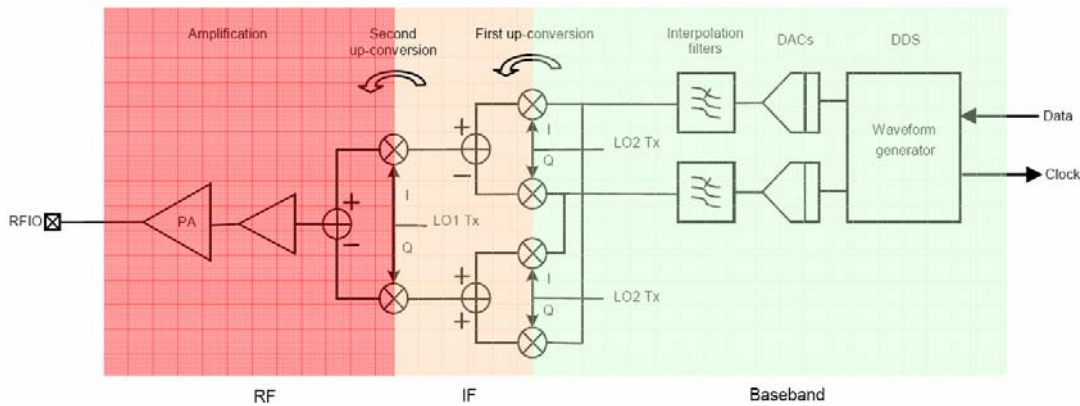 Amplification
Second
up-conversion
First up-conversion
Interpolation
filters
DACs
DDS
Waveform
generator
Data
Clock
+
−
I
Q
LO2 Tx
+
−
I
Q
LO1 Tx
PA
RFIO
+
+
I
Q
LO2 Tx
RF
IF
Baseband